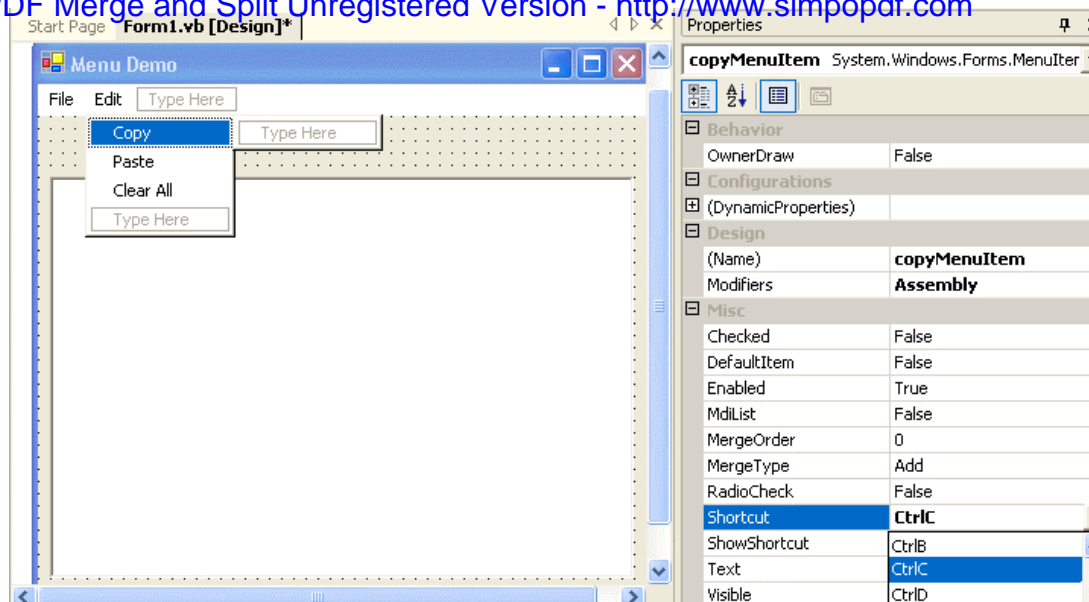 PDF Merge and Split Unregistered Version - http://www.simpopdf.com
Start Page Form1.vb [Design]*
Menu Demo
File Edit Type Here
Copy Type Here
Paste
Clear All
Type Here
Properties
copyMenuItem System.Windows.Forms.MenuIter
Behavior
OwnerDraw False
Configurations
(DynamicProperties)
Design
(Name) copyMenuItem
Modifiers Assembly
Misc
Checked False
DefaultItem False
Enabled True
MdiList False
MergeOrder 0
MergeType Add
RadioCheck False
Shortcut CtrlC
ShowShortcut CtrlB
Text CtrlC
Visible CtrlD